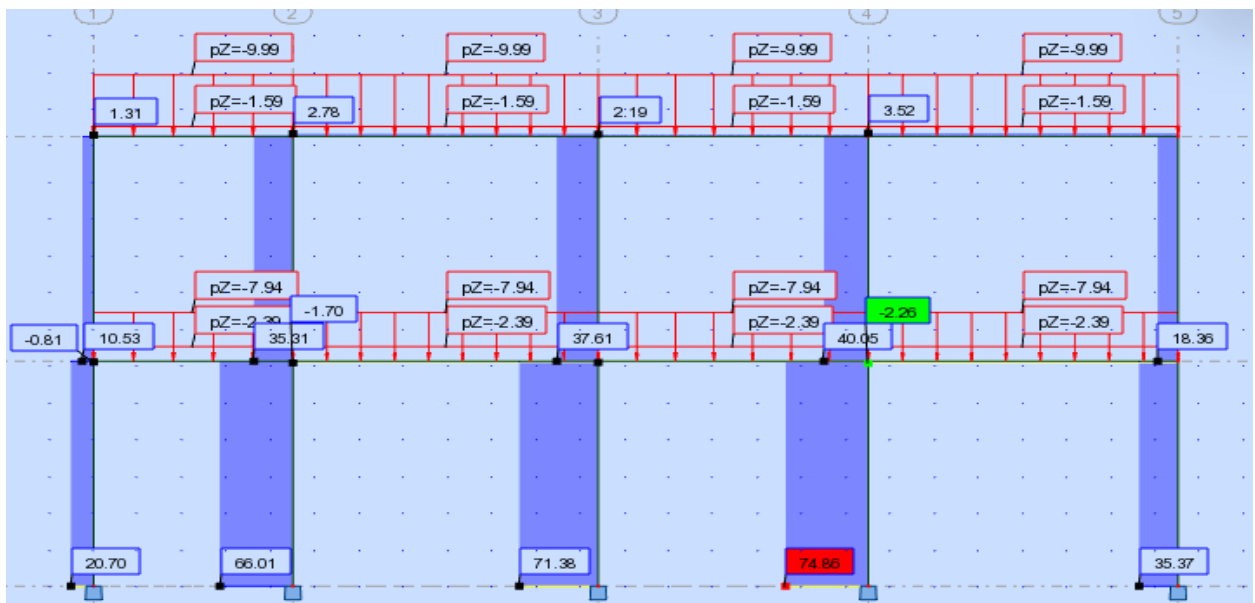 1 2 3 4 5
pZ=-9.99 pZ=-9.99 pZ=-9.99 pZ=-9.99
pZ=-1.59 pZ=-1.59 pZ=-1.59 pZ=-1.59
1.31 2.78 2.19 3.52
pZ=-7.94 pZ=-7.94 pZ=-7.94 pZ=-7.94
-1.70 -2.26
pZ=-2.39 pZ=-2.39 pZ=-2.39 pZ=-2.39
-0.81 10.53 35.31 37.61 40.05 18.36
20.70 66.01 71.38 74.86 35.37